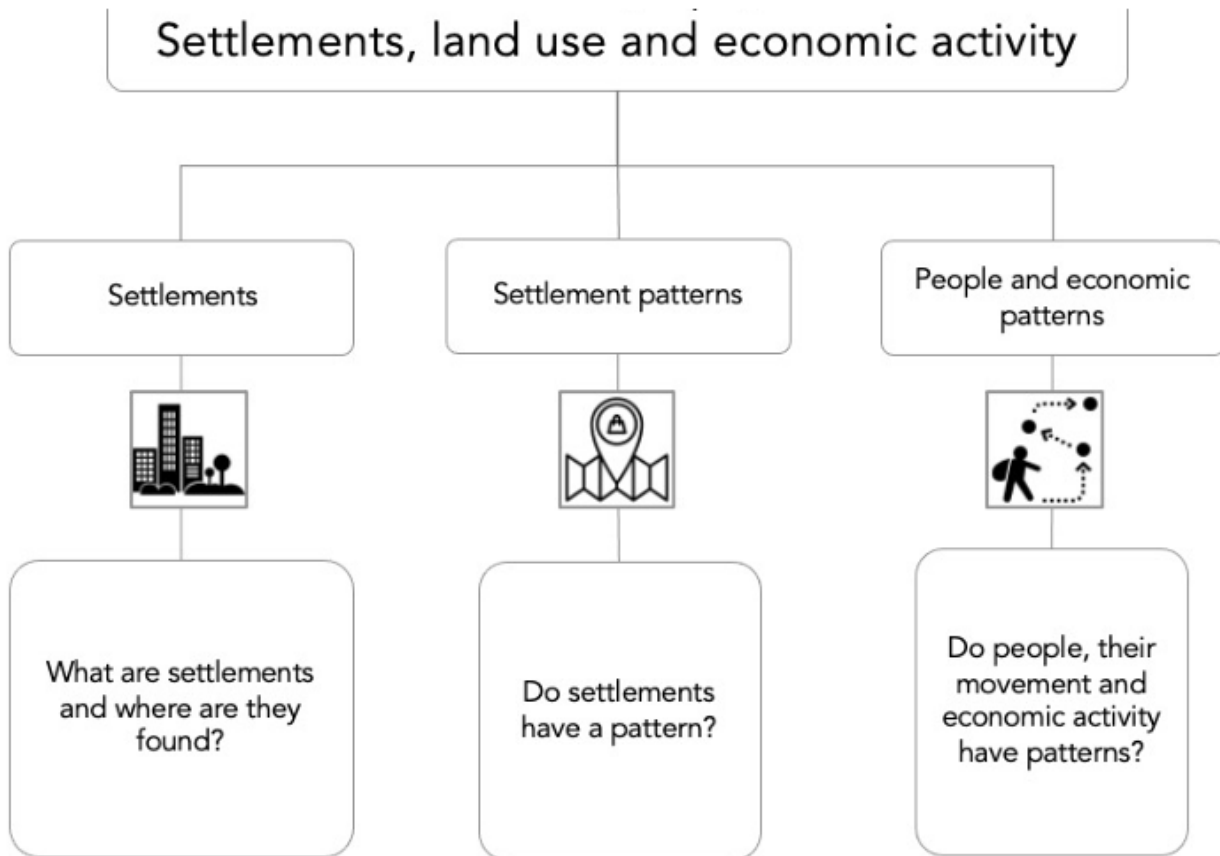 Settlements, land use and economic activity
Settlements
Settlement patterns
People and economic
patterns
What are settlements
and where are they
found?
Do settlements
have a pattern?
Do people, their
movement and
economic activity
have patterns?